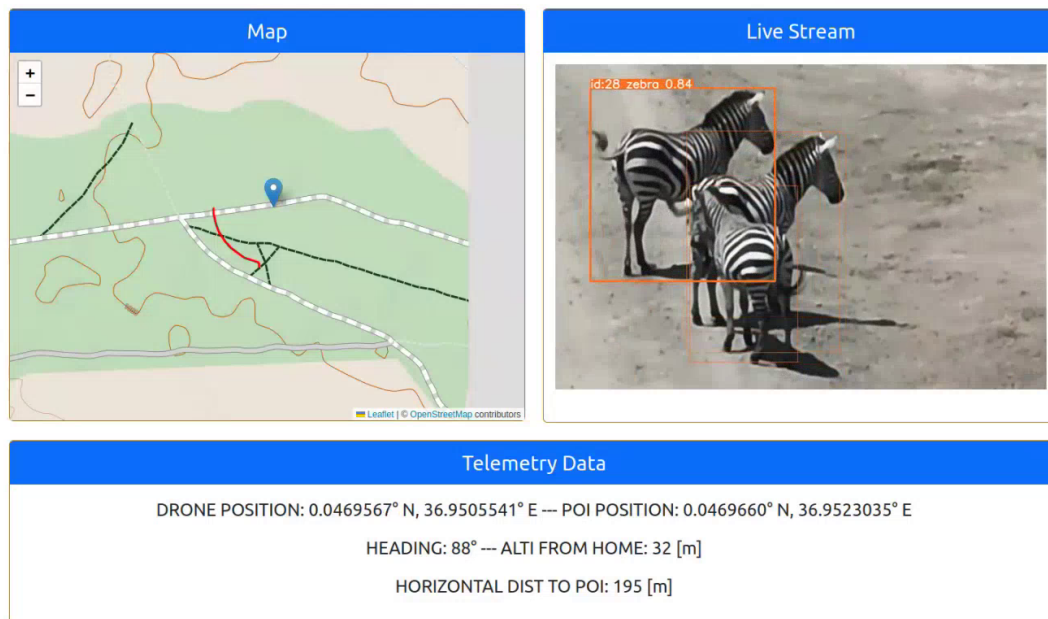 Map
Live Stream
+
−
id:28 zebra 0.84
Leaflet | © OpenStreetMap contributors
Telemetry Data
DRONE POSITION: 0.0469567° N, 36.9505541° E --- POI POSITION: 0.0469660° N, 36.9523035° E
HEADING: 88° --- ALTI FROM HOME: 32 [m]
HORIZONTAL DIST TO POI: 195 [m]